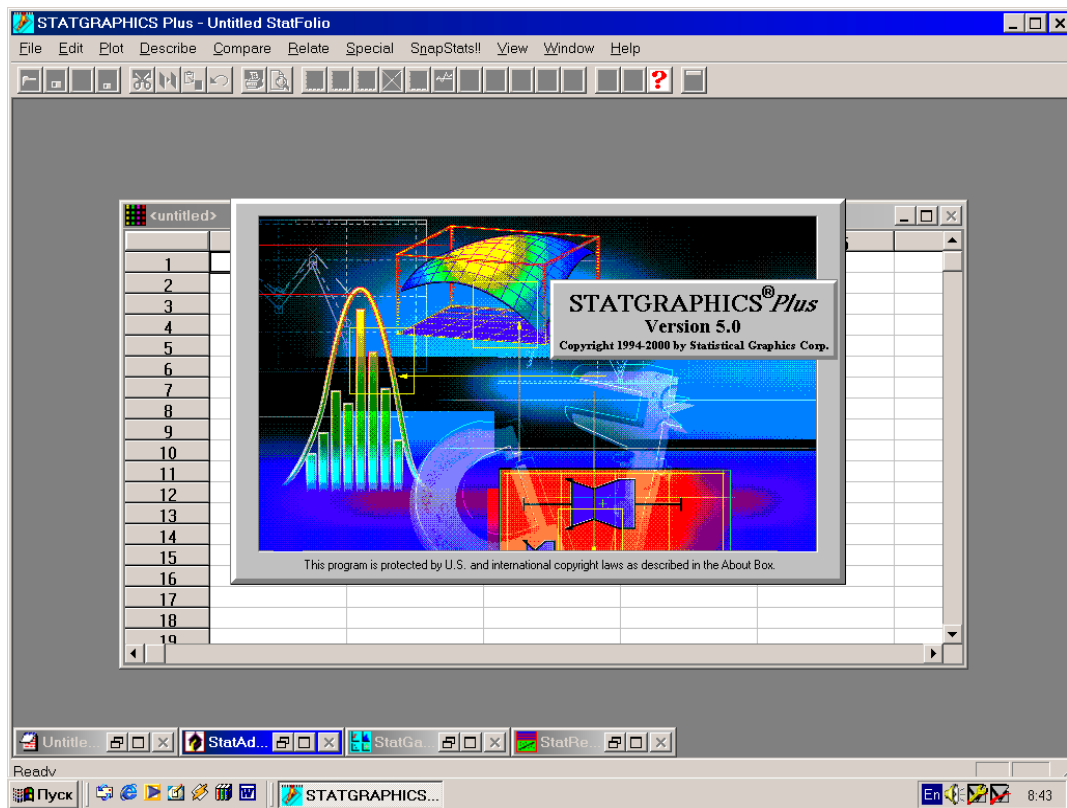 STATGRAPHICS Plus - Untitled StatFolio
File Edit Plot Describe Compare Relate Special SnapStats!! View Window Help
<untitled>
1
2
3
4
5
6
7
8
9
10
11
12
13
14
15
16
17
18
19
STATGRAPHICS®Plus
Version 5.0
Copyright 1994-2000 by Statistical Graphics Corp.
This program is protected by U.S. and international copyright laws as described in the About Box.
Untitle... StatAd... StatGa... StatRe...
Ready
Пуск STATGRAPHICS... En 8:43